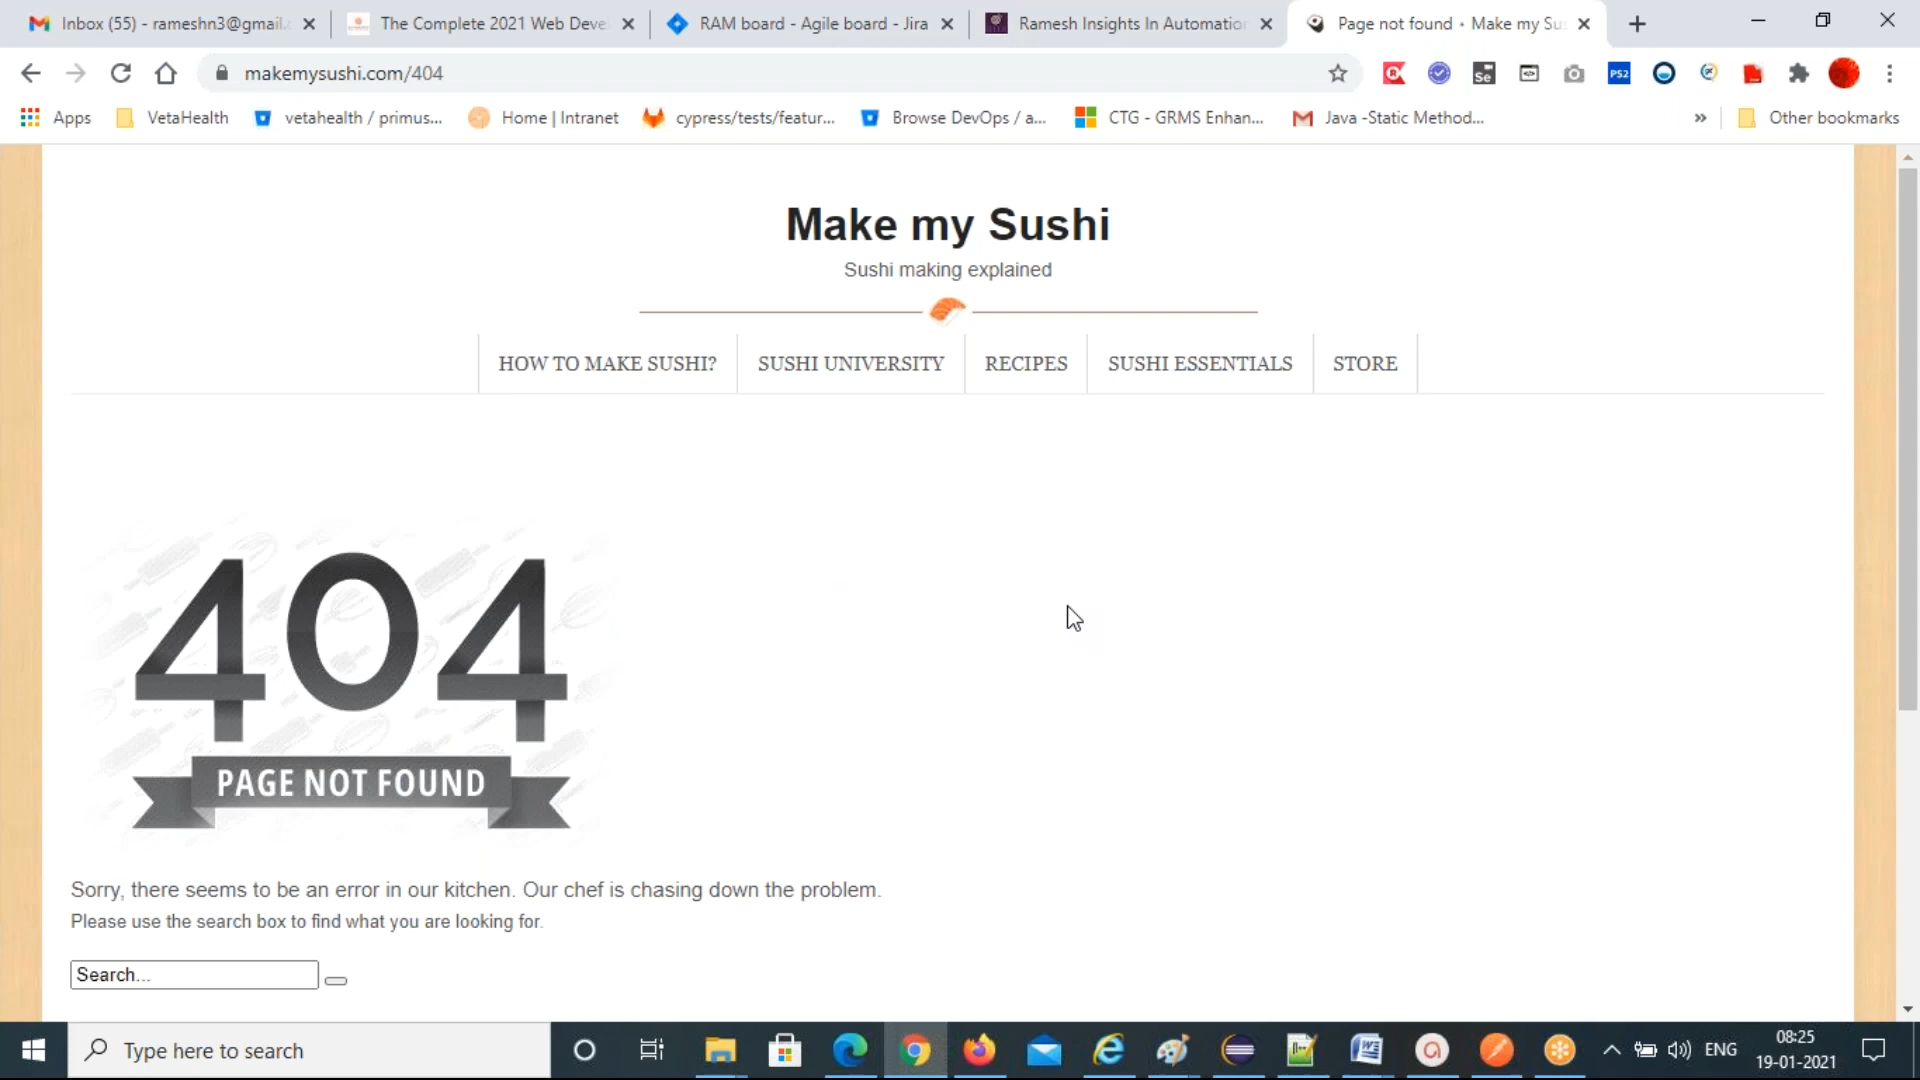 Inbox (55) - rameshn3@gmail.
The Complete 2021 Web Deve
RAM board - Agile board - Jira
Ramesh Insights In Automation
Page not found • Make my Su
makemysushi.com/404
PS2
Se
Apps
VetaHealth
vetahealth / primus...
Home | Intranet
cypress/tests/featur...
Browse DevOps / a...
CTG - GRMS Enhan...
Java -Static Method...
»
Other bookmarks
Make my Sushi
Sushi making explained
HOW TO MAKE SUSHI?
SUSHI UNIVERSITY
RECIPES
SUSHI ESSENTIALS
STORE
404
PAGE NOT FOUND
Sorry, there seems to be an error in our kitchen. Our chef is chasing down the problem.
Please use the search box to find what you are looking for.
Search...
Type here to search
ENG
08:25
19-01-2021